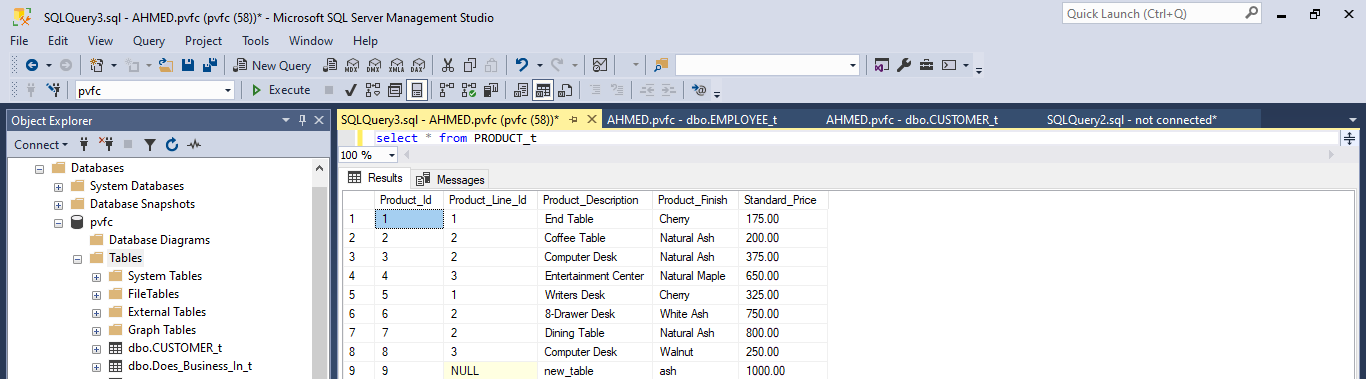 SQLQuery3.sql - AHMED.pvfc (pvfc (58))* - Microsoft SQL Server Management Studio
Quick Launch (Ctrl+Q)
File Edit View Query Project Tools Window Help
New Query MDX DMX XMLA DAX
pvfc Execute
Object Explorer
Connect
Databases
System Databases
Database Snapshots
pvfc
Database Diagrams
Tables
System Tables
FileTables
External Tables
Graph Tables
dbo.CUSTOMER_t
dbo.Does_Business_In_t
SQLQuery3.sql - AHMED.pvfc (pvfc (58))* AHMED.pvfc - dbo.EMPLOYEE_t AHMED.pvfc - dbo.CUSTOMER_t SQLQuery2.sql - not connected*
select * from PRODUCT_t
100 %
Results Messages
Product_Id Product_Line_Id Product_Description Product_Finish Standard_Price
1 1 1 End Table Cherry 175.00
2 2 2 Coffee Table Natural Ash 200.00
3 3 2 Computer Desk Natural Ash 375.00
4 4 3 Entertainment Center Natural Maple 650.00
5 5 1 Writers Desk Cherry 325.00
6 6 2 8-Drawer Desk White Ash 750.00
7 7 2 Dining Table Natural Ash 800.00
8 8 3 Computer Desk Walnut 250.00
9 9 NULL new_table ash 1000.00